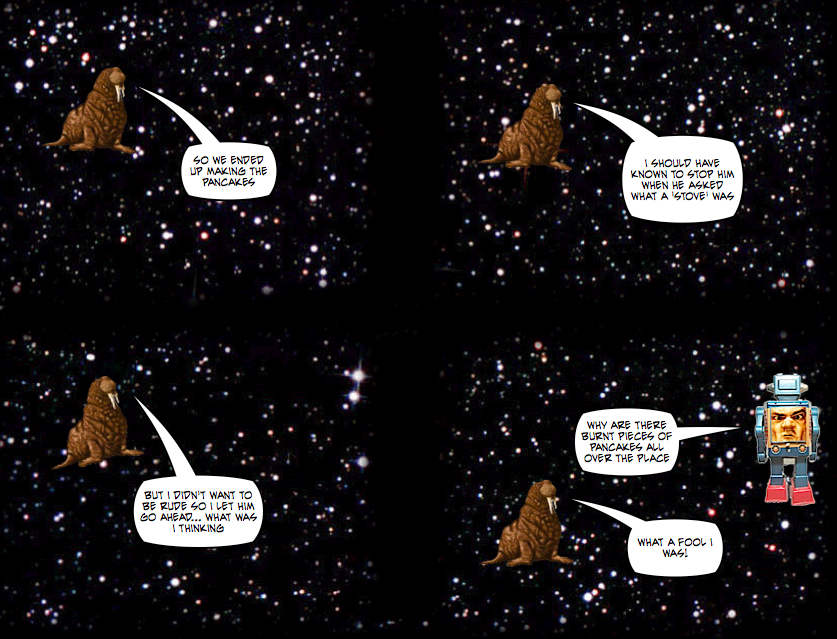 SO WE ENDED
UP MAKING THE
PANCAKES
I SHOULD HAVE
KNOWN TO STOP HIM
WHEN HE ASKED
WHAT A 'STOVE' WAS
BUT I DIDN'T WANT TO
BE RUDE SO I LET HIM
GO AHEAD... WHAT WAS
I THINKING
WHY ARE THERE
BURNT PIECES OF
PANCAKES ALL
OVER THE PLACE
WHAT A FOOL I
WAS!